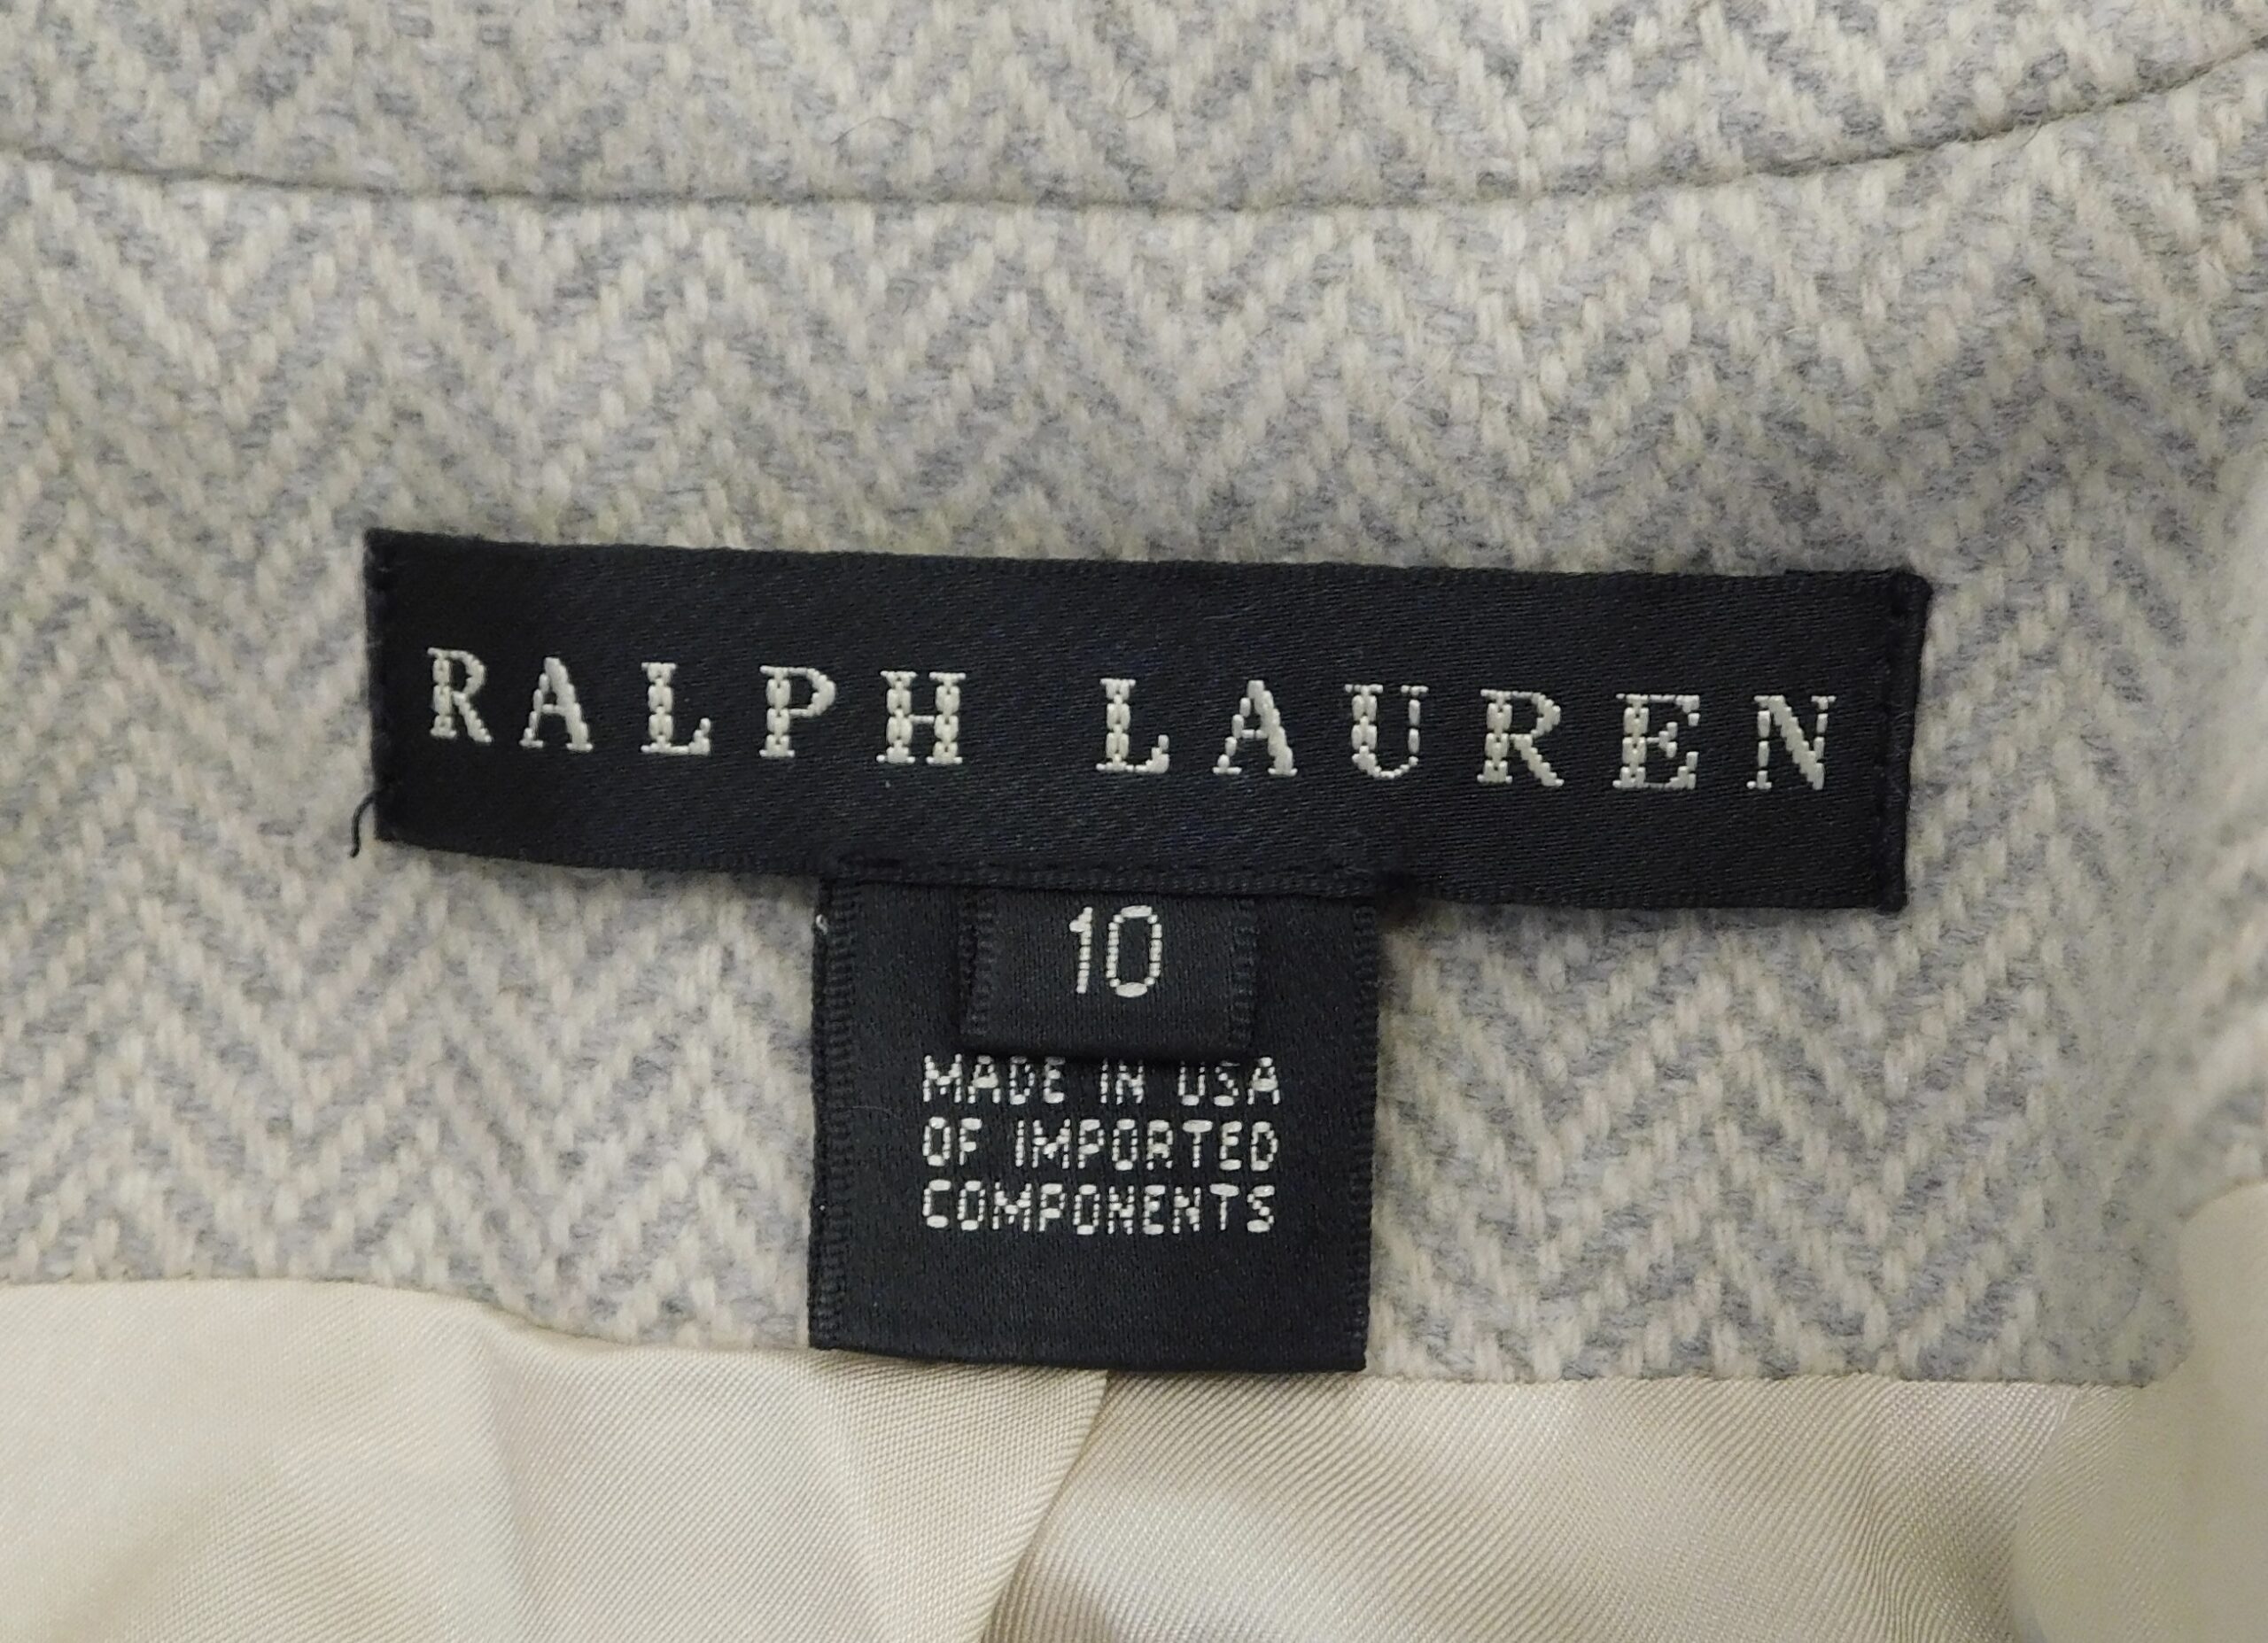 RALPH LAUREN
10
MADE IN USA
OF IMPORTED
COMPONENTS